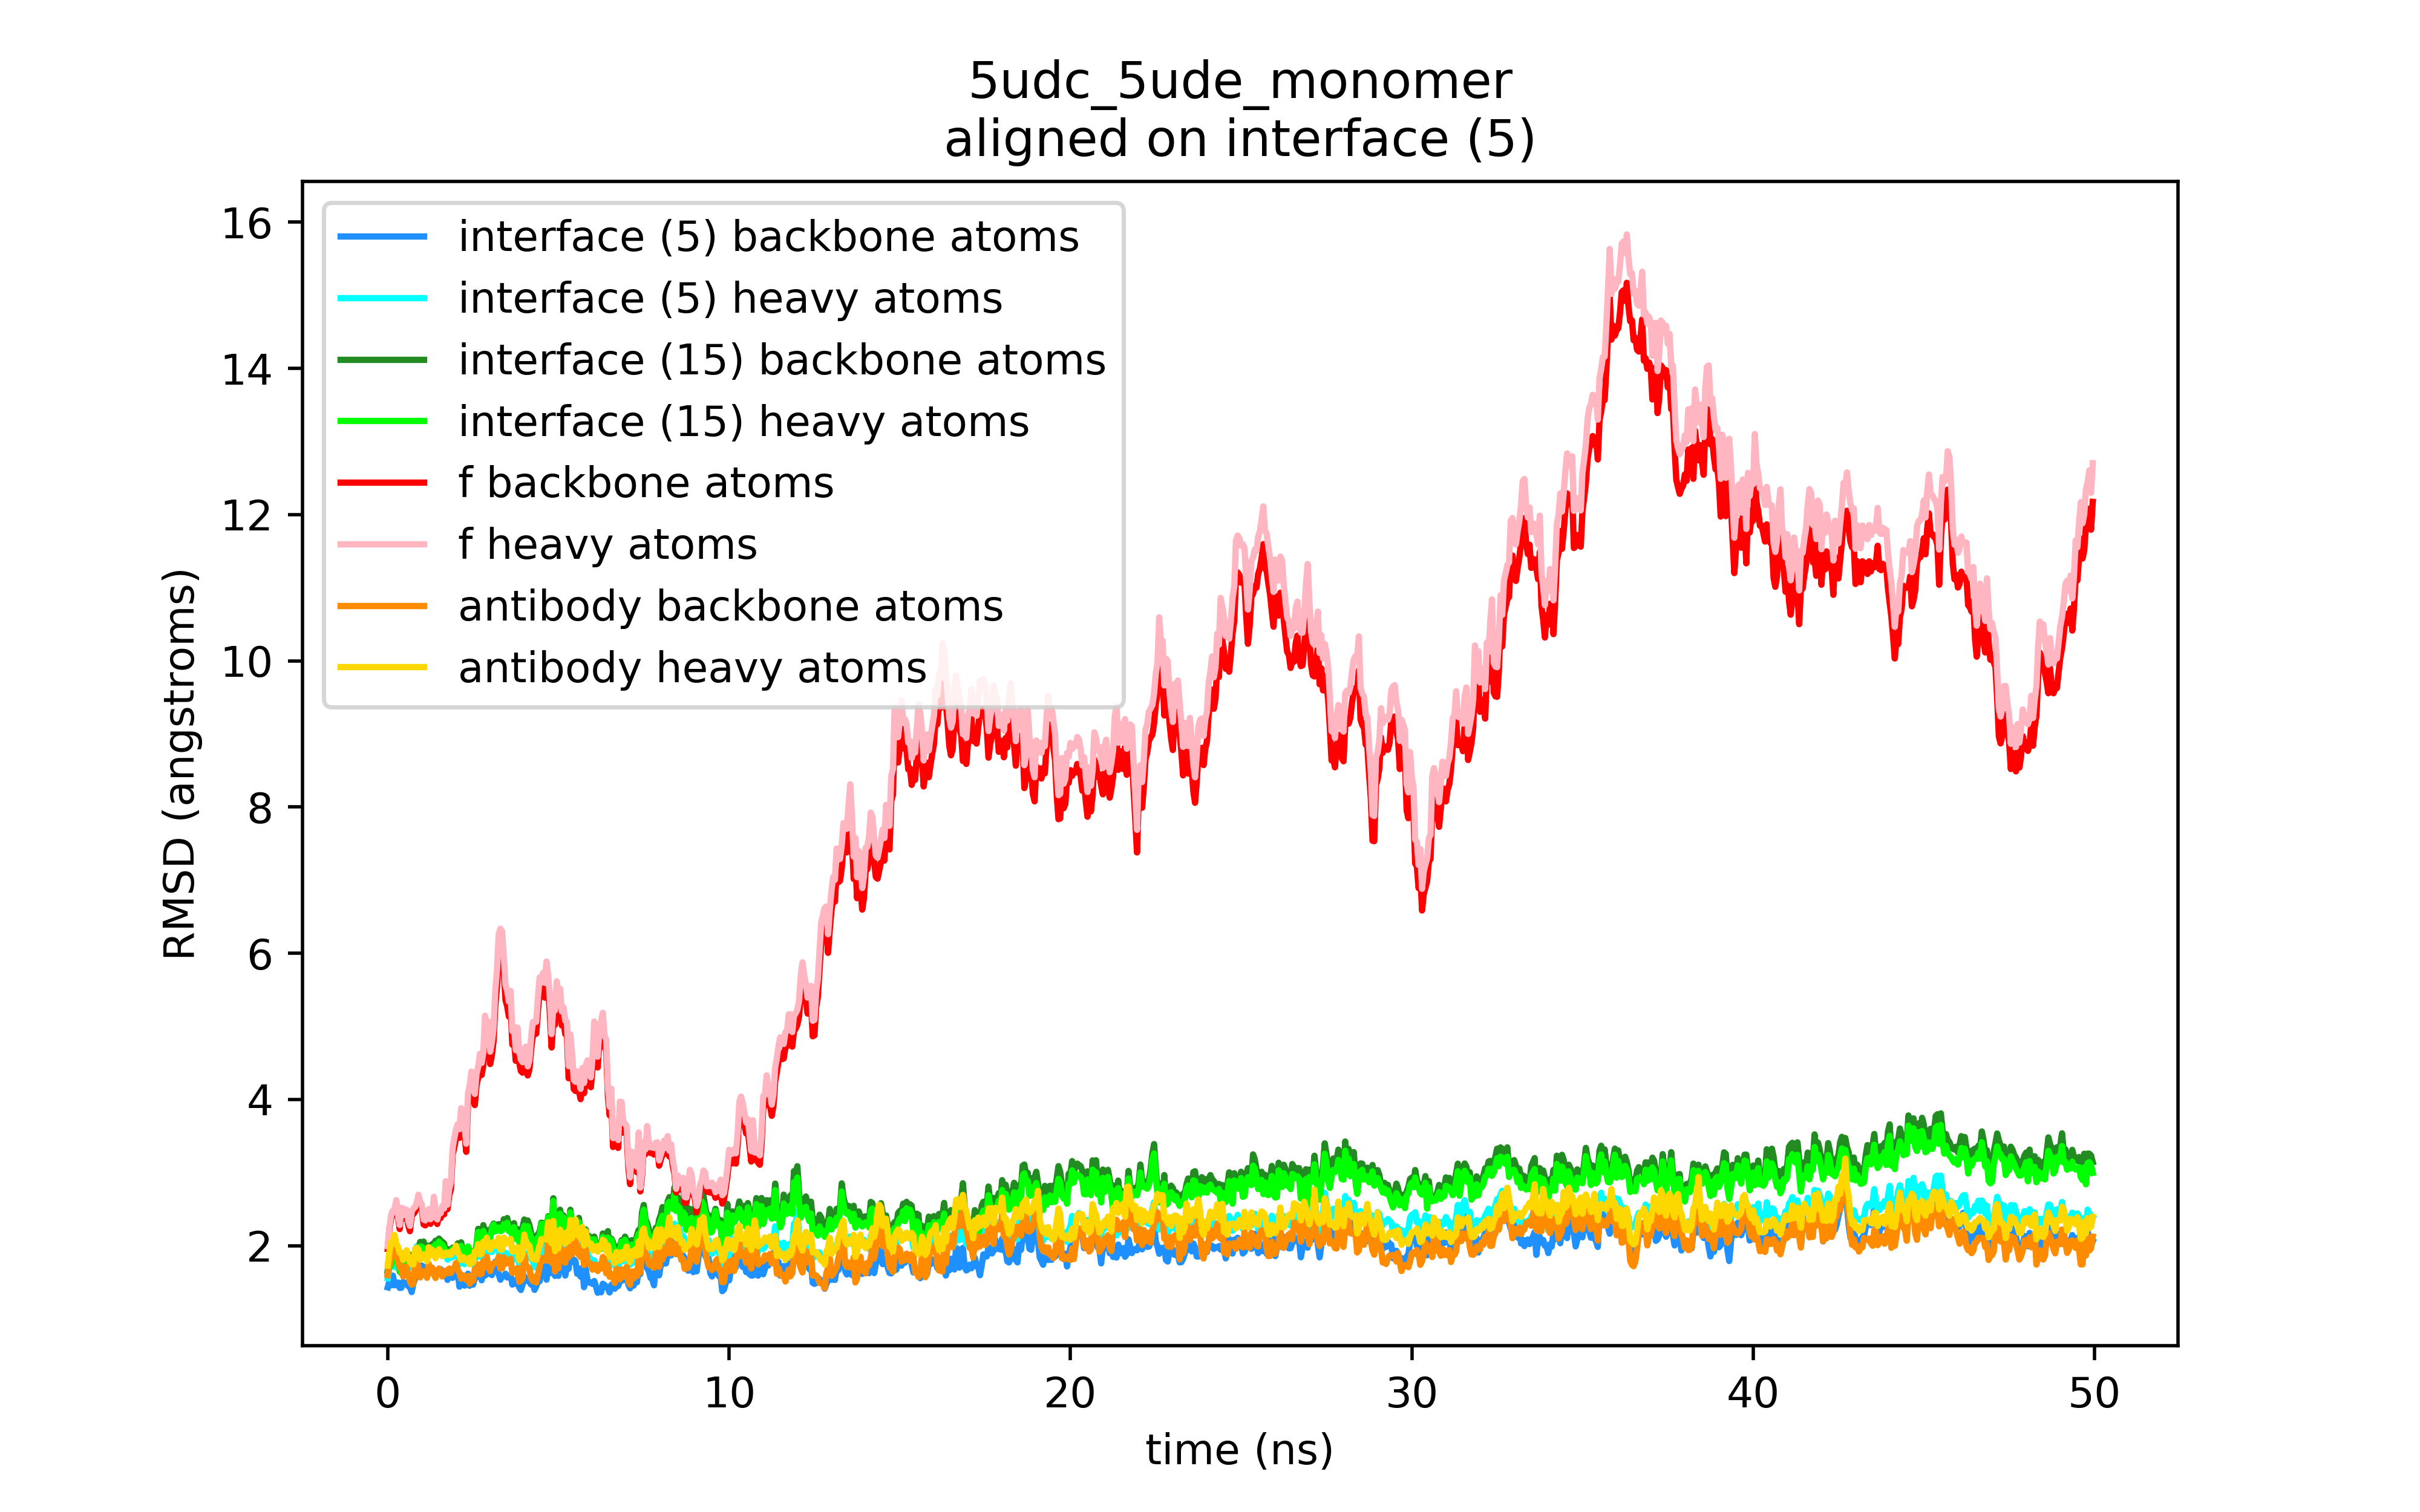 5udc_5ude_monomer
aligned on interface (5)
interface (5) backbone atoms
interface (5) heavy atoms
interface (15) backbone atoms
interface (15) heavy atoms
f backbone atoms
f heavy atoms
antibody backbone atoms
antibody heavy atoms
RMSD (angstroms)
16
14
12
10
8
6
4
2
0 10 20 30 40 50
time (ns)